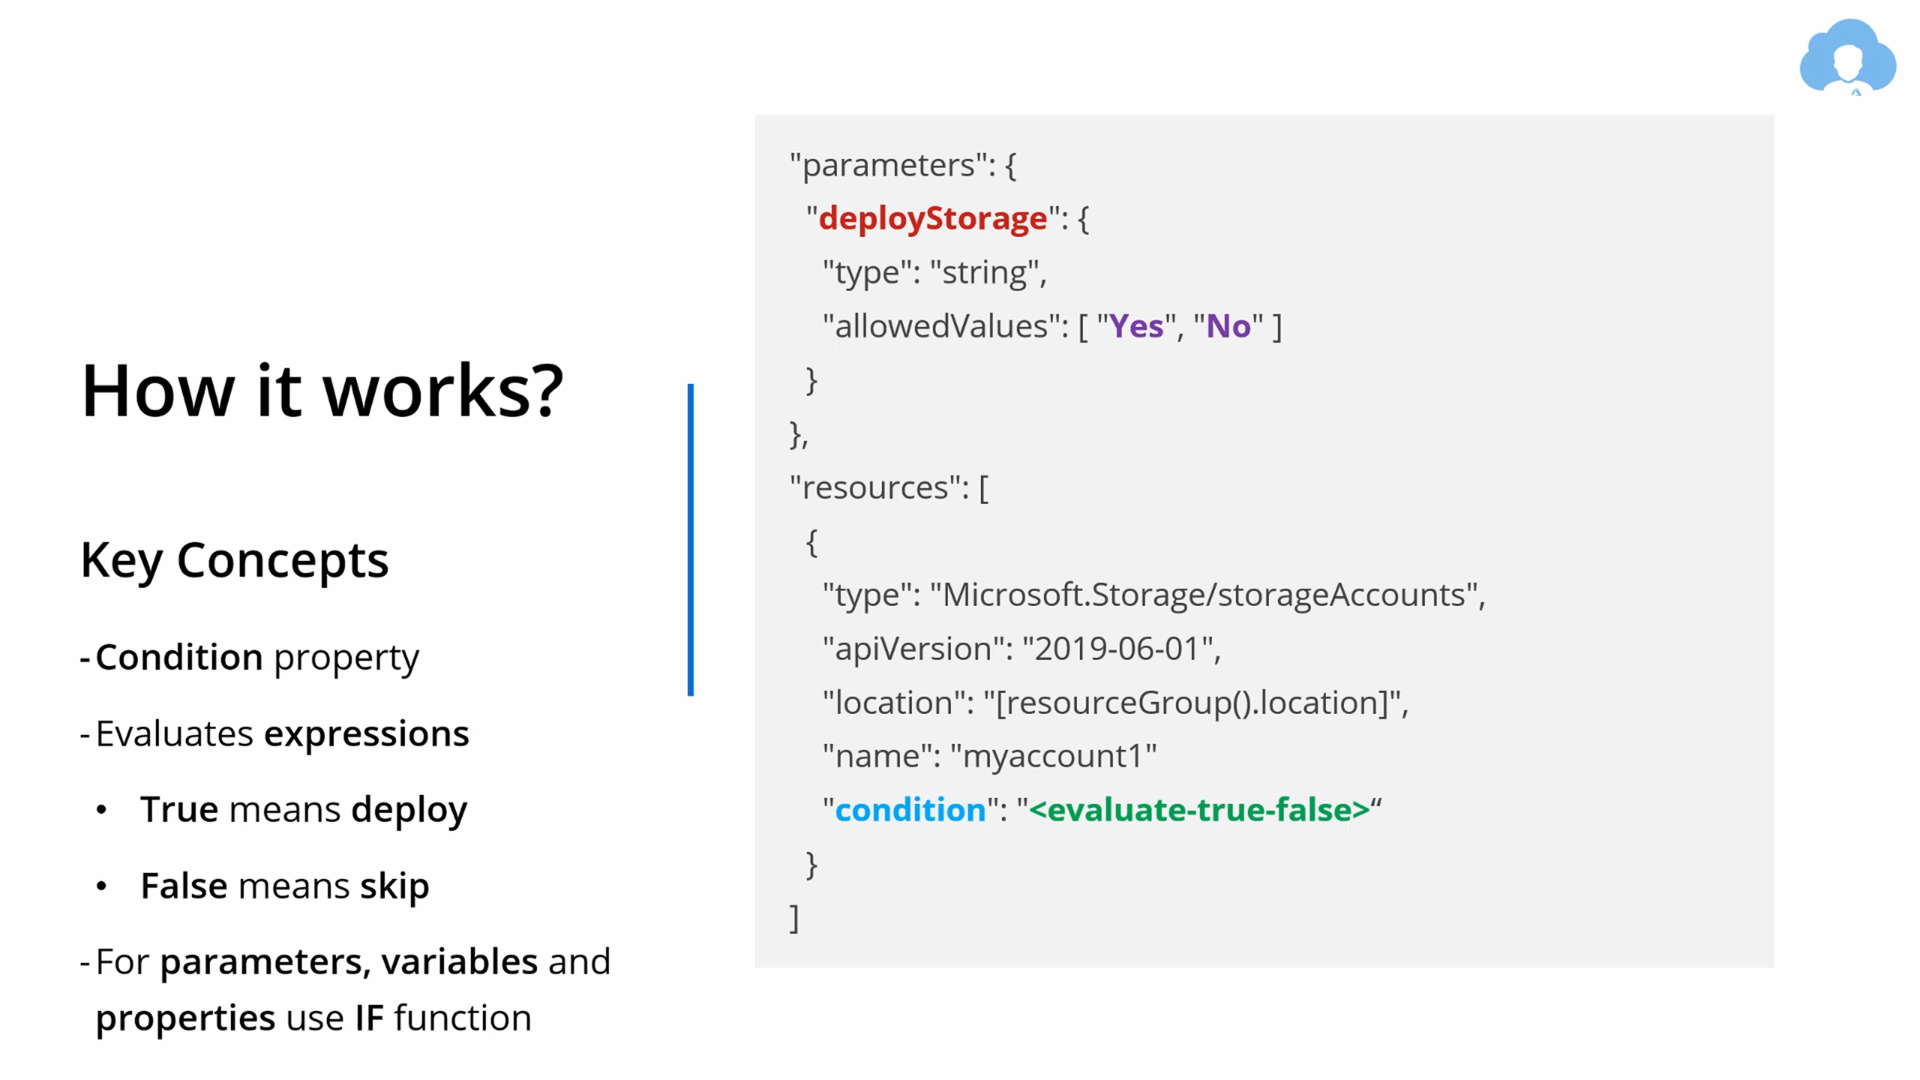 How it works?
Key Concepts
- Condition property
- Evaluates expressions
• True means deploy
• False means skip
- For parameters, variables and
properties use IF function
"parameters": {
"deployStorage": {
"type": "string",
"allowedValues": [ "Yes", "No" ]
}
},
"resources": [
{
"type": "Microsoft.Storage/storageAccounts",
"apiVersion": "2019-06-01",
"location": "[resourceGroup().location]",
"name": "myaccount1"
"condition": "<evaluate-true-false>“
}
]